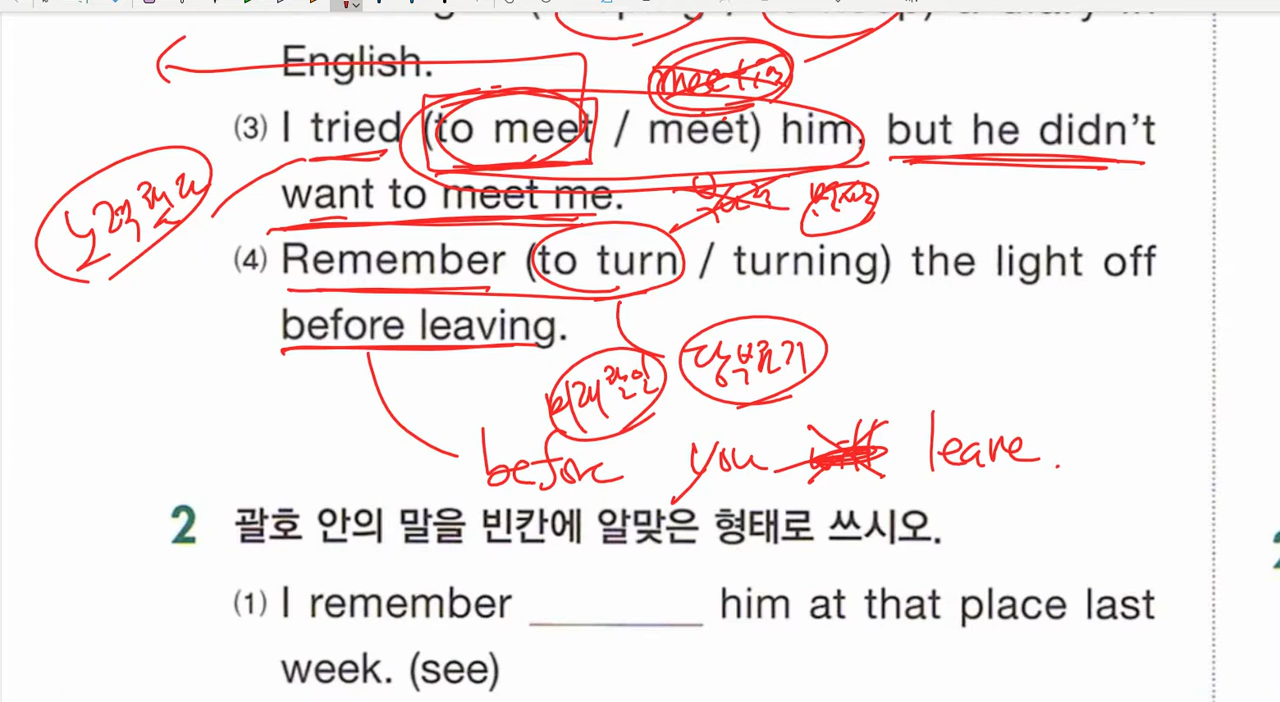 English.
meeting
(3) I tried (to meet / meet) him, but he didn't
want to meet me.
노력했다
(4) Remember (to turn / turning) the light off
before leaving.
미래할일
당부하기
before you will leave.
2 괄호 안의 말을 빈칸에 알맞은 형태로 쓰시오.
(1) I remember ________ him at that place last
week. (see)